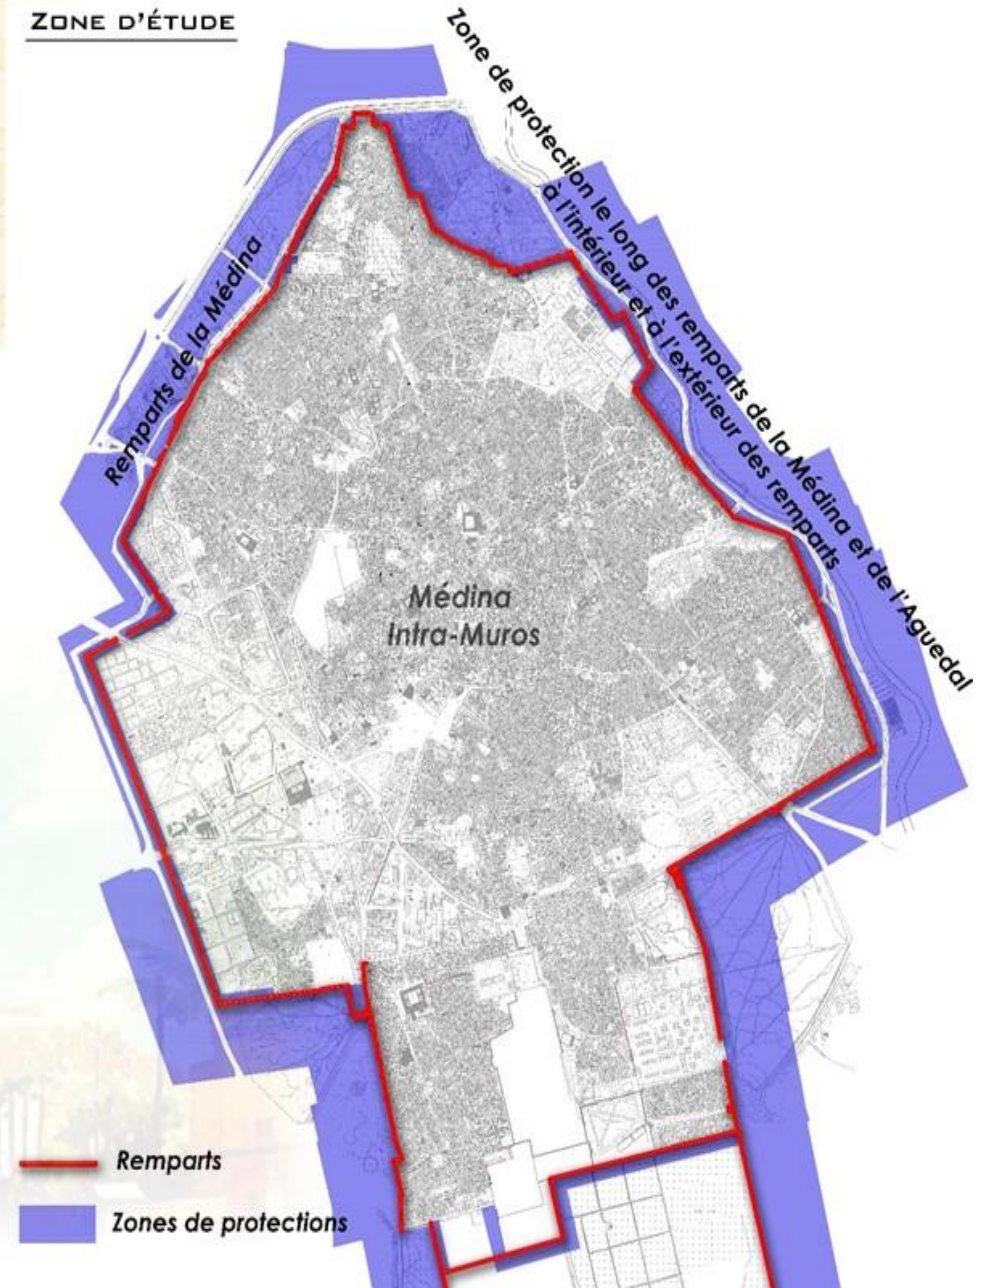 ZONE D'ÉTUDE
Zone de protection le long des remparts de la Médina et de l'Aguedal
à l'intérieur et à l'extérieur des remparts
Remparts de la Médina
Médina
Intra-Muros
Remparts
Zones de protections